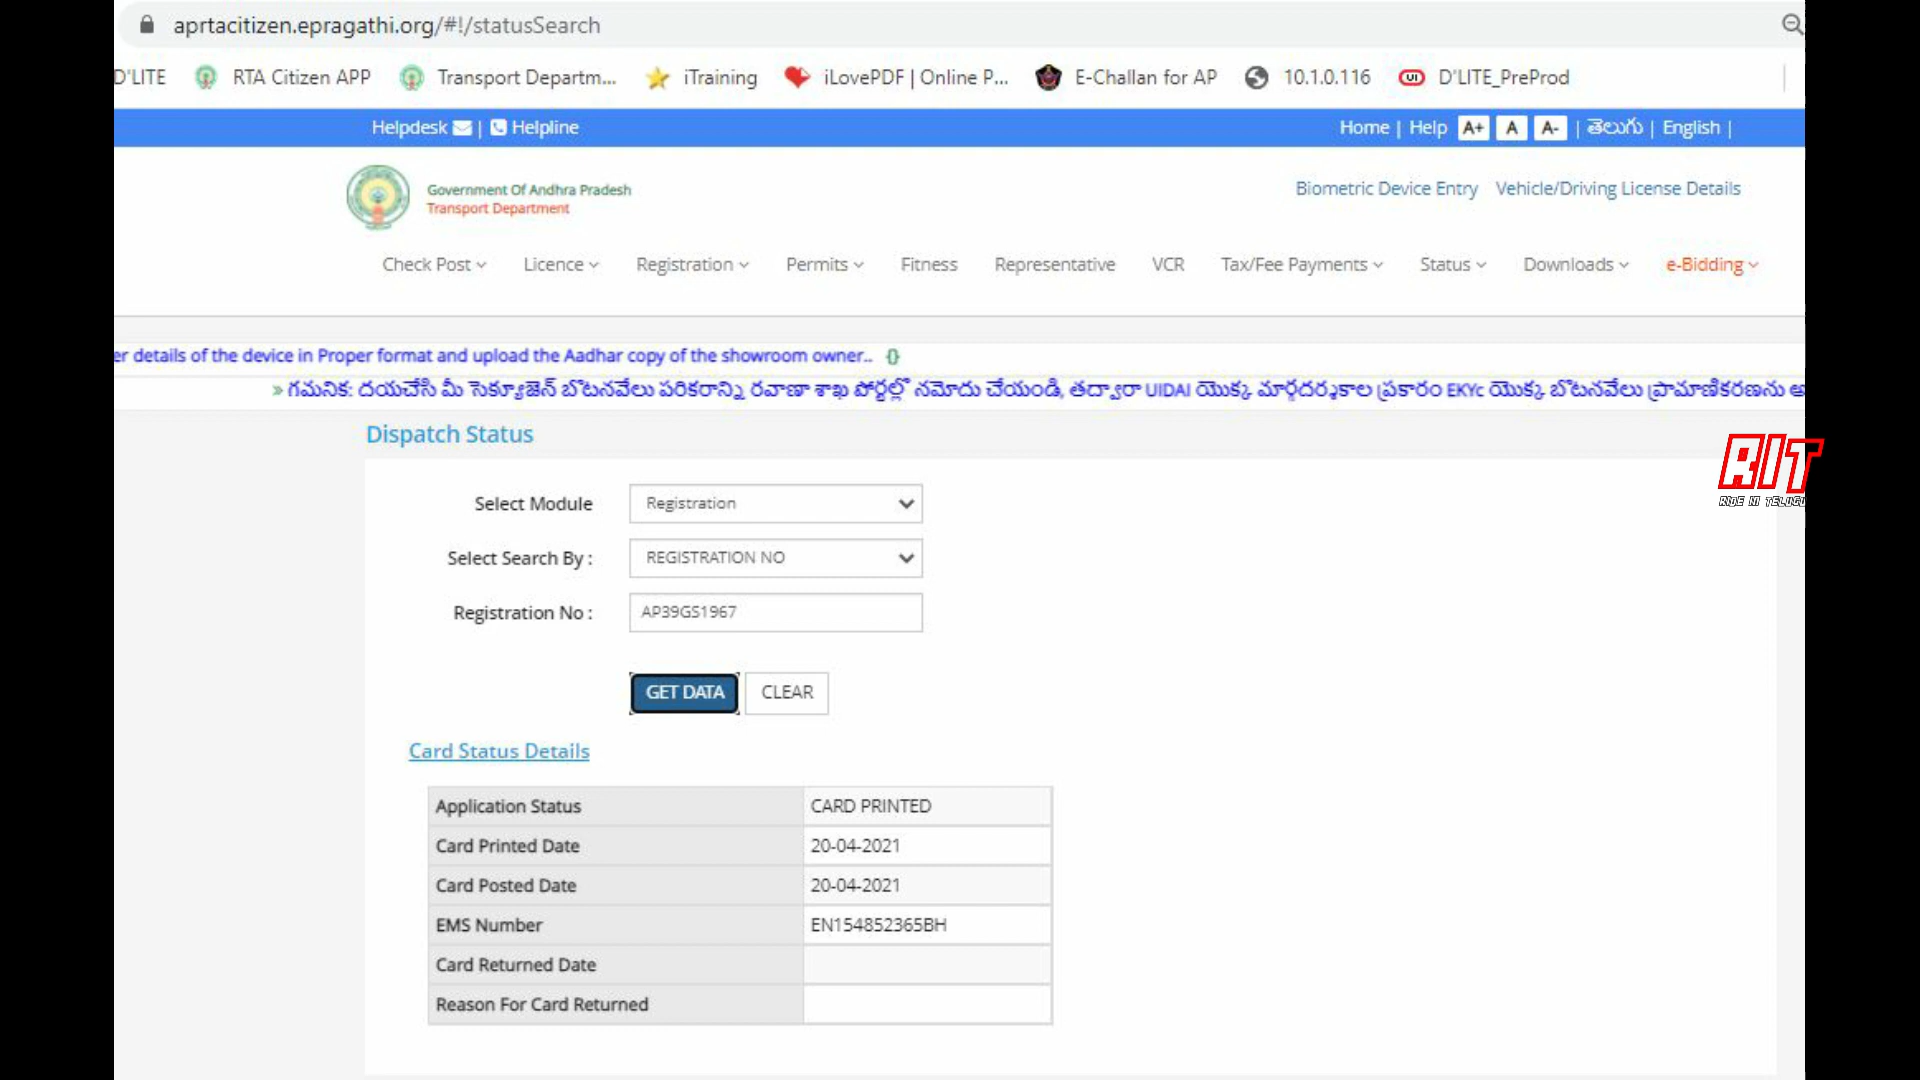 aprtacitizen.epragathi.org/#!/statusSearch
D'LITE RTA Citizen APP Transport Departm... iTraining iLovePDF | Online P... E-Challan for AP 10.1.0.116 D'LITE_PreProd
Helpdesk | Helpline Home | Help A+ A A- | తెలుగు | English |
Government Of Andhra Pradesh
Transport Department
Biometric Device Entry Vehicle/Driving License Details
Check Post Licence Registration Permits Fitness Representative VCR Tax/Fee Payments Status Downloads e-Bidding
er details of the device in Proper format and upload the Aadhar copy of the showroom owner.. {}
» గమనిక: దయచేసి మీ సెక్యూజెన్ బొటనవేలు పరికరాన్ని రవాణా శాఖ పోర్టల్లో నమోదు చేయండి, తద్వారా UIDAI యొక్క మార్గదర్శకాల ప్రకారం EKYc యొక్క బొటనవేలు ప్రామాణికరణను
Dispatch Status
RIT
RIDE IN TELUGU
Select Module Registration
Select Search By : REGISTRATION NO
Registration No : AP39GS1967
GET DATA CLEAR
Card Status Details
Application Status CARD PRINTED
Card Printed Date 20-04-2021
Card Posted Date 20-04-2021
EMS Number EN154852365BH
Card Returned Date
Reason For Card Returned